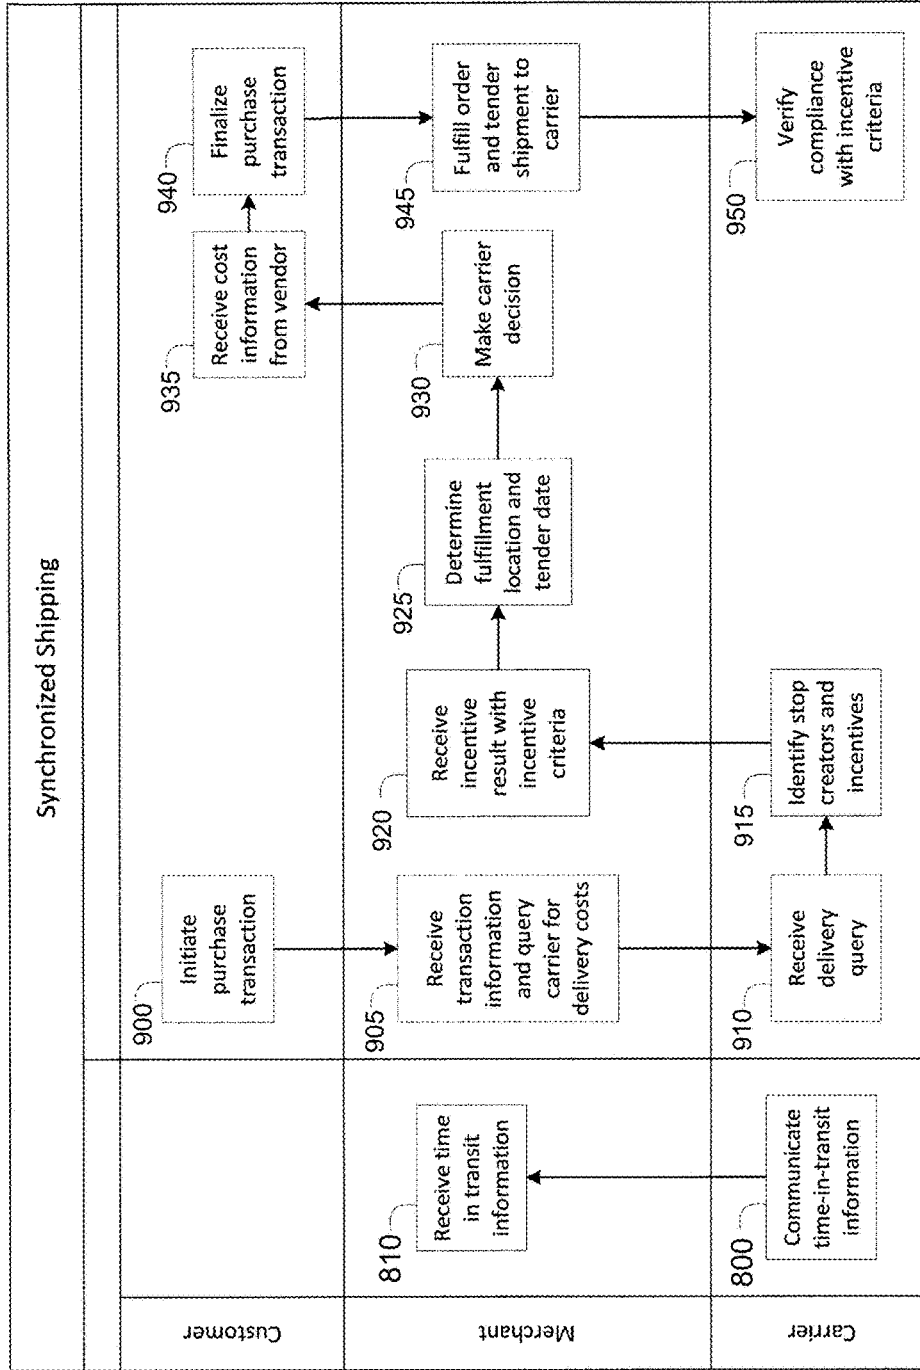 Synchronized Shipping
Customer
900
Initiate
purchase
transaction
935
Receive cost
information
from vendor
940
Finalize
purchase
transaction
Merchant
810
Receive time
in transit
information
905
Receive
transaction
information
and query
carrier for
delivery costs
920
Receive
incentive
result with
incentive
criteria
925
Determine
fulfillment
location and
tender date
930
Make carrier
decision
945
Fulfill order
and tender
shipment to
carrier
Carrier
800
Communicate
time-in-transit
information
910
Receive
delivery
query
915
Identify stop
creators and
incentives
950
Verify
compliance
with incentive
criteria